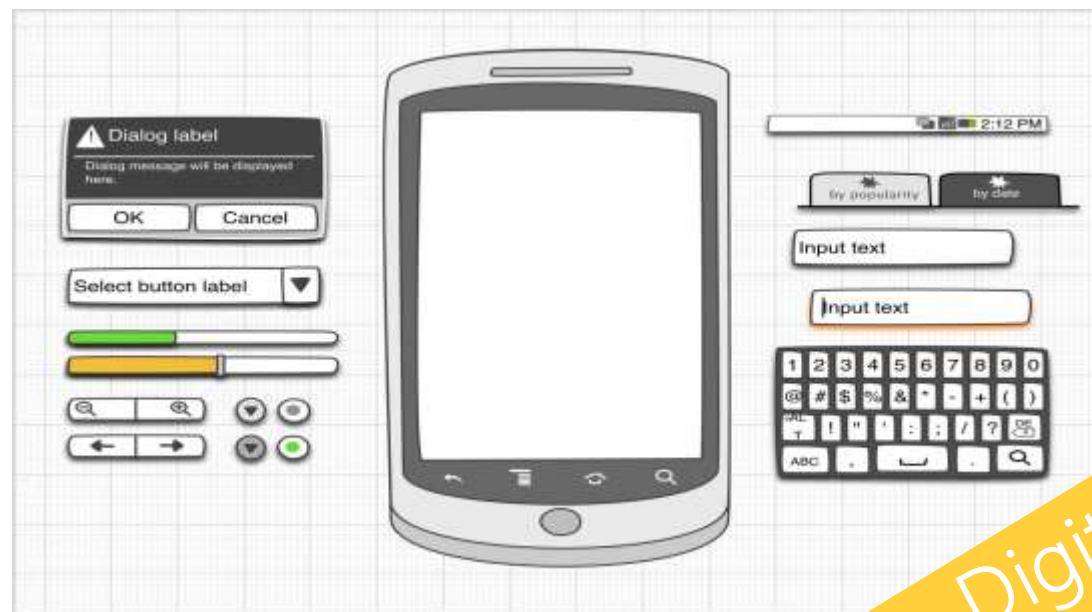 Dialog label
Dialog message will be displayed
here.
OK
Cancel
Select button label
2:12 PM
by popularity
by date
Input text
Input text
1 2 3 4 5 6 7 8 9 0
@ # $ % & * - + ( )
! " ' : ; / ?
ABC , .
Digit